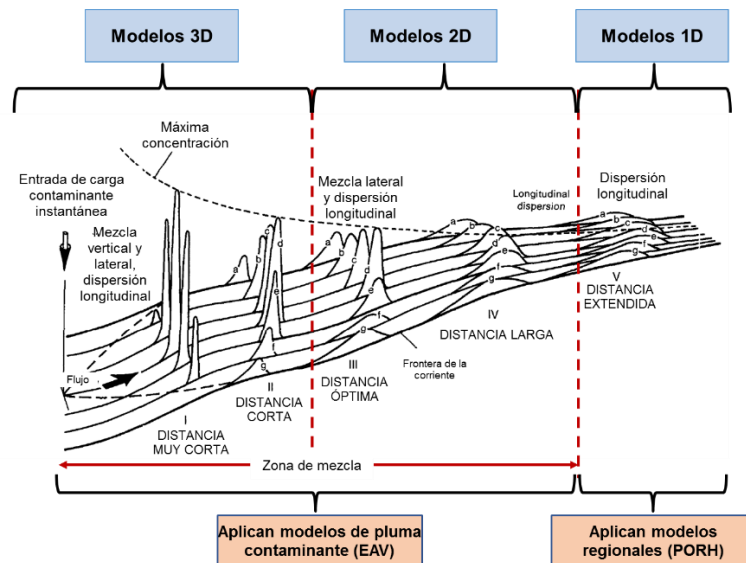 Modelos 3D
Modelos 2D
Modelos 1D
Máxima
concentración
Entrada de carga
contaminante
instantánea
Mezcla
vertical y
lateral,
dispersión
longitudinal
Mezcla lateral
y dispersión
longitudinal
Longitudinal
dispersion
Dispersión
longitudinal
a
b
c
d
e
f
g
a
b
c
d
e
f
g
a
b
c
d
e
f
g
a
b
c
d
e
f
g
Flujo
I
DISTANCIA
MUY CORTA
II
DISTANCIA
CORTA
III
DISTANCIA
ÓPTIMA
Frontera de la
corriente
IV
DISTANCIA LARGA
V
DISTANCIA
EXTENDIDA
Zona de mezcla
Aplican modelos de pluma
contaminante (EAV)
Aplican modelos
regionales (PORH)